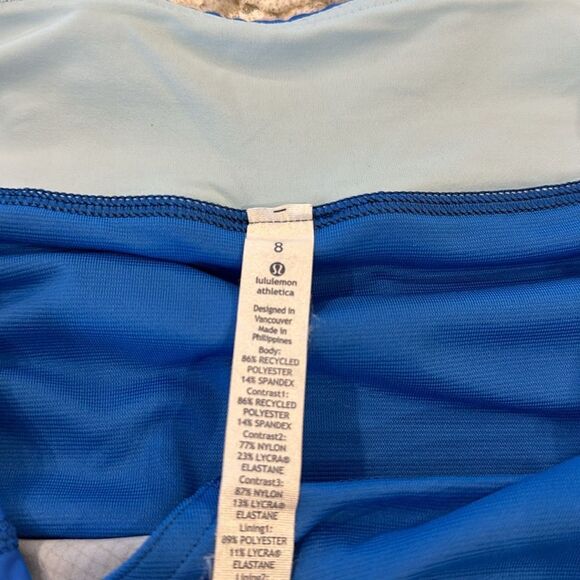 8
lululemon
athletica
Designed in
Vancouver
Made in
Philippines
Body:
86% RECYCLED
POLYESTER
14% SPANDEX
Contrast1:
86% RECYCLED
POLYESTER
14% SPANDEX
Contrast2:
77% NYLON
23% LYCRA®
ELASTANE
Contrast3:
87% NYLON
13% LYCRA®
ELASTANE
Lining1:
89% POLYESTER
11% LYCRA®
ELASTANE
Lining2: